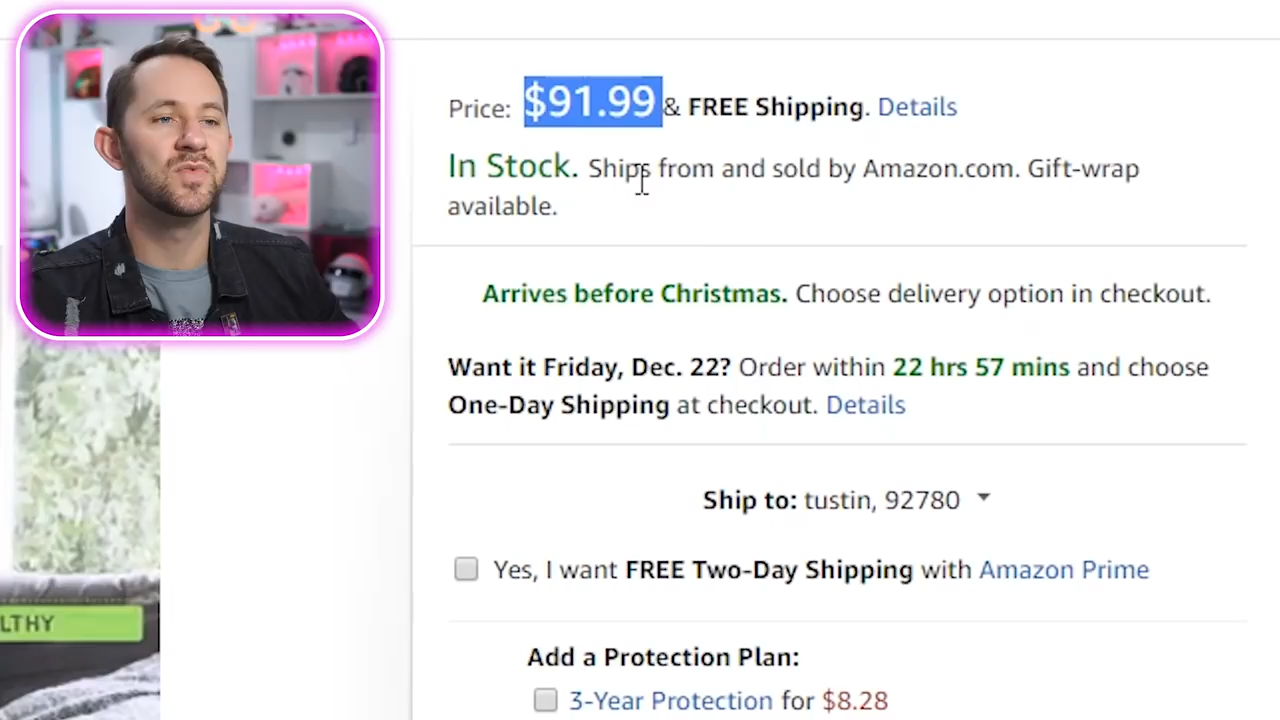 Price: $91.99 & FREE Shipping. Details
In Stock. Ships from and sold by Amazon.com. Gift-wrap
available.
Arrives before Christmas. Choose delivery option in checkout.
Want it Friday, Dec. 22? Order within 22 hrs 57 mins and choose
One-Day Shipping at checkout. Details
Ship to: tustin, 92780
Yes, I want FREE Two-Day Shipping with Amazon Prime
LTHY
Add a Protection Plan:
3-Year Protection for $8.28